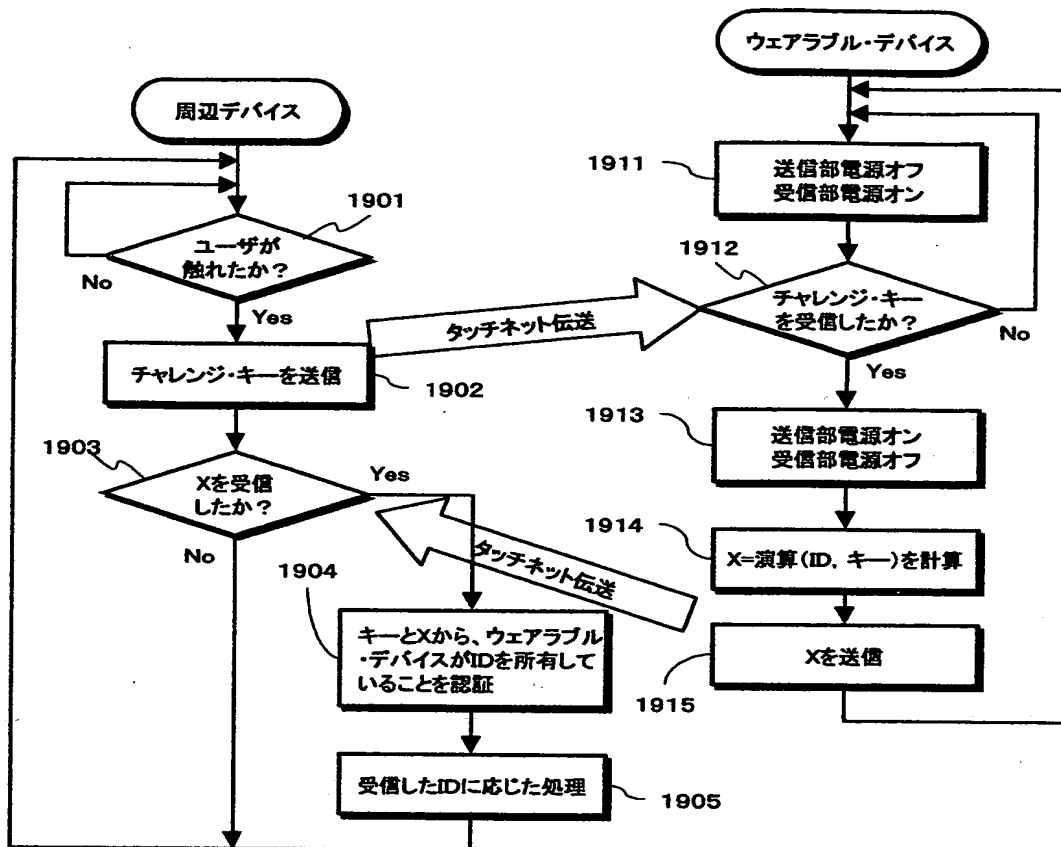 周辺デバイス
1901
ユーザが
触れたか?
No
Yes
チャレンジ・キーを送信
1902
1903
Xを受信
したか?
Yes
No
1904
キーとXから、ウェアラブル
・デバイスがIDを所有して
いることを認証
受信したIDに応じた処理
1905
タッチネット伝送
タッチネット伝送
ウェアラブル・デバイス
1911
送信部電源オフ
受信部電源オン
1912
チャレンジ・キー
を受信したか?
No
Yes
1913
送信部電源オン
受信部電源オフ
1914
X=演算(ID, キー)を計算
Xを送信
1915